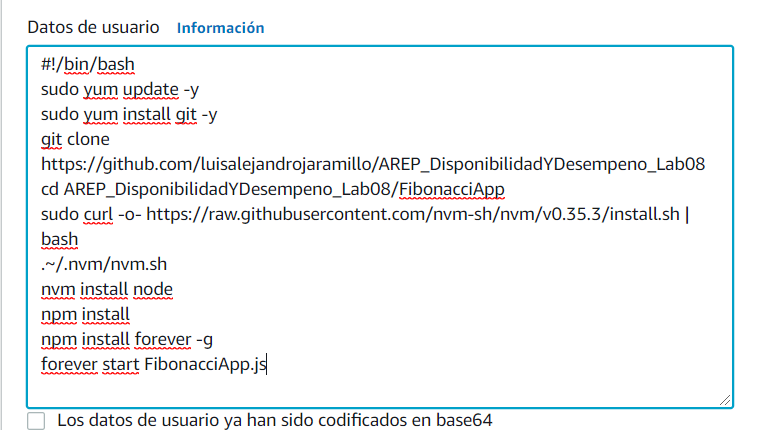 Datos de usuario Información
#!/bin/bash
sudo yum update -y
sudo yum install git -y
git clone
https://github.com/luisalejandrojaramillo/AREP_DisponibilidadYDesempeno_Lab08
cd AREP_DisponibilidadYDesempeno_Lab08/FibonacciApp
sudo curl -o- https://raw.githubusercontent.com/nvm-sh/nvm/v0.35.3/install.sh |
bash
.~/.nvm/nvm.sh
nvm install node
npm install
npm install forever -g
forever start FibonacciApp.js
Los datos de usuario ya han sido codificados en base64